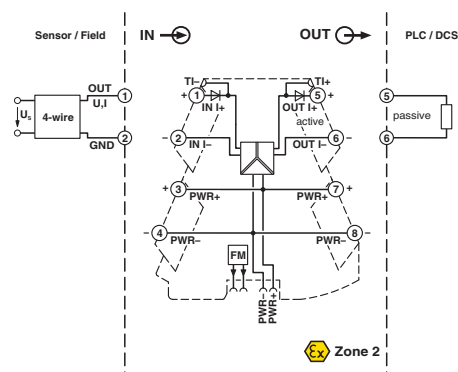 Sensor / Field
IN
OUT
PLC / DCS
TI–
TI+
OUT
U,I
1
+ 1
IN I+
OUT I+
5 +
active
5
Us
4-wire
passive
GND
2
– 2
IN I–
OUT I–
6 –
6
+ 3
PWR+
PWR+
7 +
– 4
PWR–
PWR–
8 –
FM
PWR–
PWR+
Ex Zone 2